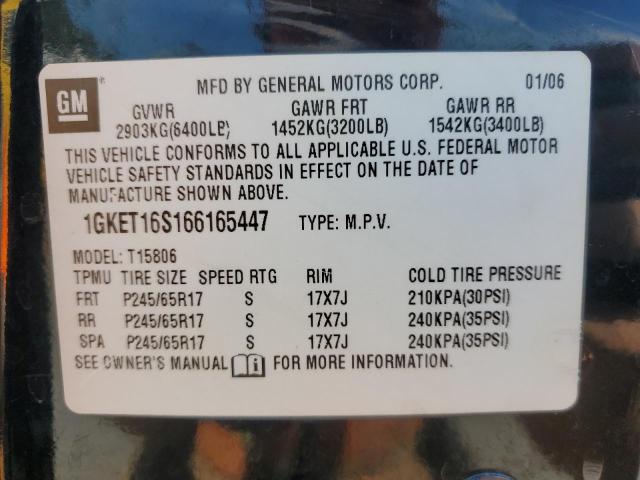 GM ® MFD BY GENERAL MOTORS CORP. 01/06
GVWR GAWR FRT GAWR RR
2903KG(6400LB) 1452KG(3200LB) 1542KG(3400LB)
THIS VEHICLE CONFORMS TO ALL APPLICABLE U.S. FEDERAL MOTOR
VEHICLE SAFETY STANDARDS IN EFFECT ON THE DATE OF
MANUFACTURE SHOWN ABOVE.
1GKET16S166165447 TYPE: M.P.V.
MODEL: T15806
TPMU TIRE SIZE SPEED RTG RIM COLD TIRE PRESSURE
FRT P245/65R17 S 17X7J 210KPA(30PSI)
RR P245/65R17 S 17X7J 240KPA(35PSI)
SPA P245/65R17 S 17X7J 240KPA(35PSI)
SEE OWNER'S MANUAL FOR MORE INFORMATION.